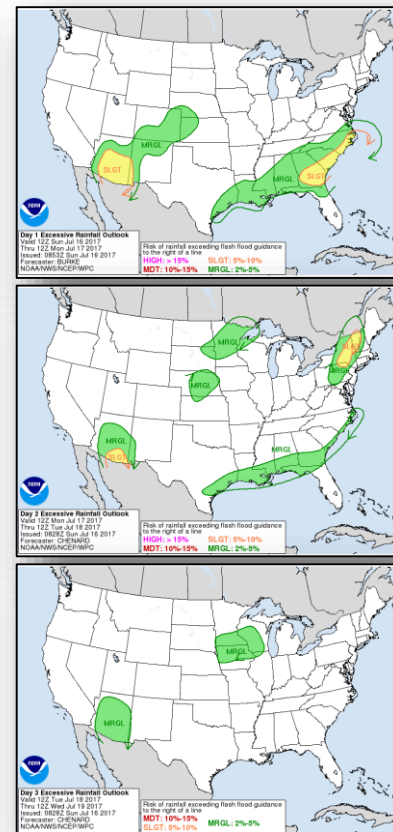 MRGL
SLGT
MRGL
SLGT
NOAA
Day 1 Excessive Rainfall Outlook
Valid 12Z Sun Jul 16 2017
Thru 12Z Mon Jul 17 2017
Issued: 0853Z Sun Jul 16 2017
Forecaster: BURKE
NOAA/NWS/NCEP/WPC
Risk of rainfall exceeding flash flood guidance
to the right of a line
HIGH: > 15% SLGT: 5%-10%
MDT: 10%-15% MRGL: 2%-5%
MRGL
SLGT
MRGL
MRGL
MRGL
SLGT
MRGL
NOAA
Day 2 Excessive Rainfall Outlook
Valid 12Z Mon Jul 17 2017
Thru 12Z Tue Jul 18 2017
Issued: 0828Z Sun Jul 16 2017
Forecaster: CHENARD
NOAA/NWS/NCEP/WPC
Risk of rainfall exceeding flash flood guidance
to the right of a line
HIGH: > 15% SLGT: 5%-10%
MDT: 10%-15% MRGL: 2%-5%
MRGL
MRGL
NOAA
Day 3 Excessive Rainfall Outlook
Valid 12Z Tue Jul 18 2017
Thru 12Z Wed Jul 19 2017
Issued: 0828Z Sun Jul 16 2017
Forecaster: CHENARD
NOAA/NWS/NCEP/WPC
Risk of rainfall exceeding flash flood guidance
to the right of a line
MDT: 10%-15% MRGL: 2%-5%
SLGT: 5%-10%